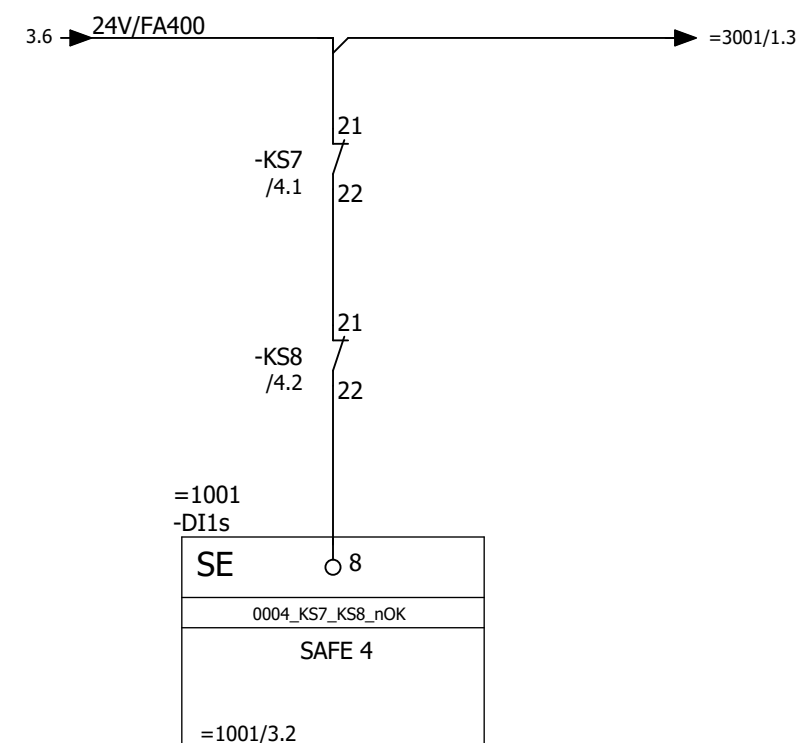 24V/FA400
3.6
=3001/1.3
21
-KS7
/4.1
22
21
-KS8
/4.2
22
=1001
-DI1s
SE
8
0004_KS7_KS8_nOK
SAFE 4
=1001/3.2